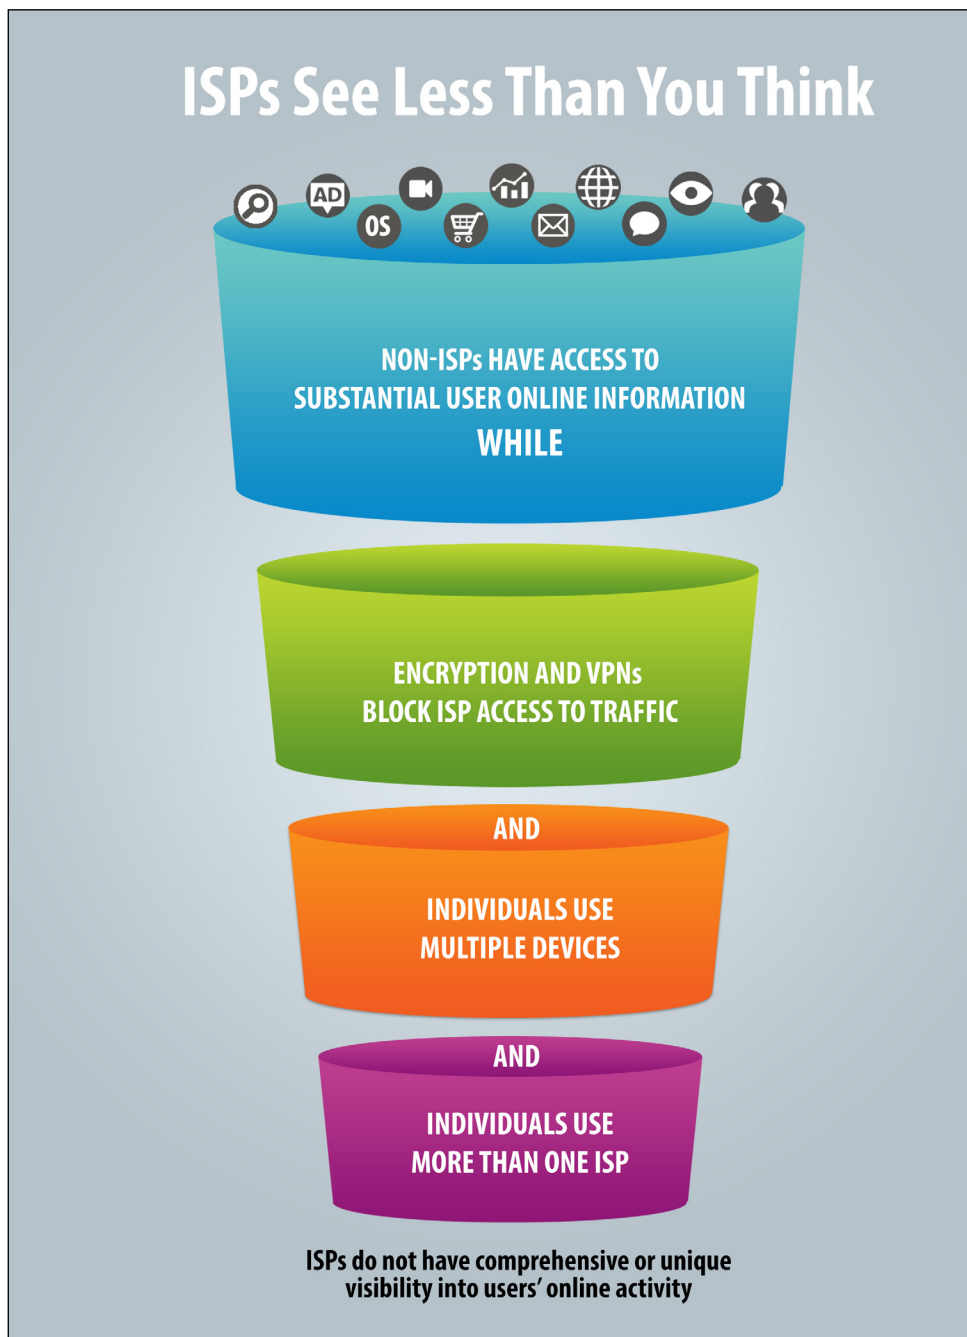 ISPs See Less Than You Think
AD
OS
NON-ISPs HAVE ACCESS TO
SUBSTANTIAL USER ONLINE INFORMATION
WHILE
ENCRYPTION AND VPNs
BLOCK ISP ACCESS TO TRAFFIC
AND
INDIVIDUALS USE
MULTIPLE DEVICES
AND
INDIVIDUALS USE
MORE THAN ONE ISP
ISPs do not have comprehensive or unique
visibility into users’ online activity